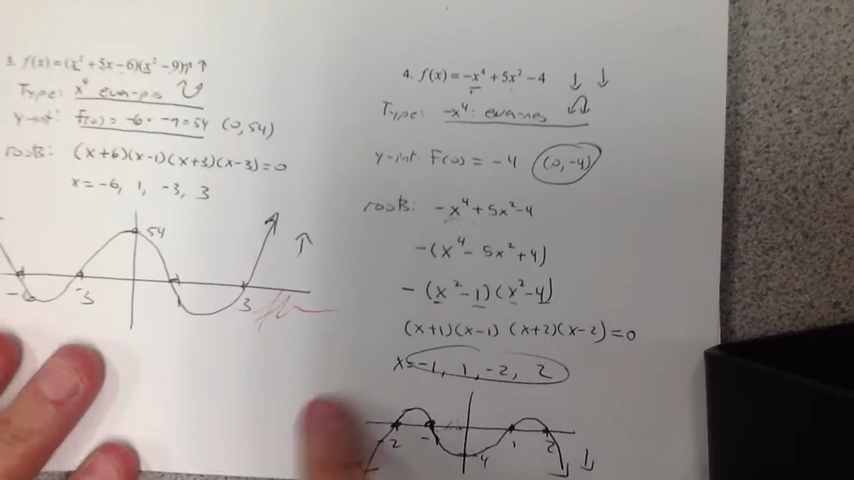 3. f(x) = (x² + 5x - 6)(x² - 9) ↑ ↑
Type: x⁴ even-pos
y-int: f(0) = -6 · -9 = 54 (0, 54)
roots: (x+6)(x-1)(x+3)(x-3) = 0
x = -6, 1, -3, 3
54
↑
-6 -3 3
4. f(x) = -x⁴ + 5x² - 4 ↓ ↓
Type: -x⁴: even-neg
y-int. F(0) = -4 (0, -4)
roots: -x⁴ + 5x² - 4
-(x⁴ - 5x² + 4)
-(x² - 1)(x² - 4)
(x+1)(x-1) (x+2)(x-2) = 0
x = -1, 1, -2, 2
-2 -1 -4 1 2 ↓